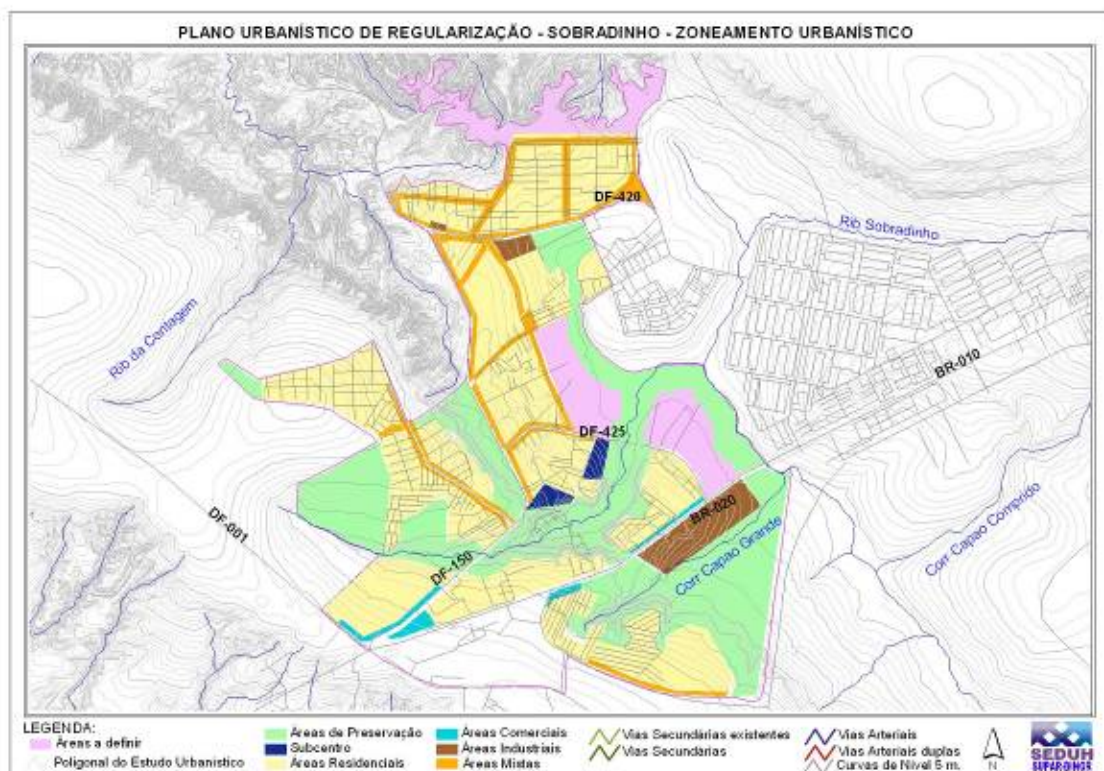 PLANO URBANÍSTICO DE REGULARIZAÇÃO - SOBRADINHO - ZONEAMENTO URBANÍSTICO
DF-420
Rib Sobradinho
Rib da Contagem
BR-010
DF-425
BR-020
DF-001
Corr Capao Grande
Corr Capao Comprido
DF-150
LEGENDA:
Áreas a definir
Poligonal do Estudo Urbanistico
Áreas de Preservação
Subcentro
Áreas Residenciais
Áreas Comerciais
Áreas Industriais
Áreas Mistas
Vias Secundárias existentes
Vias Secundárias
Vias Arteriais
Vias Arteriais duplas
Curvas de Nível 5 m.
N
SEDUH